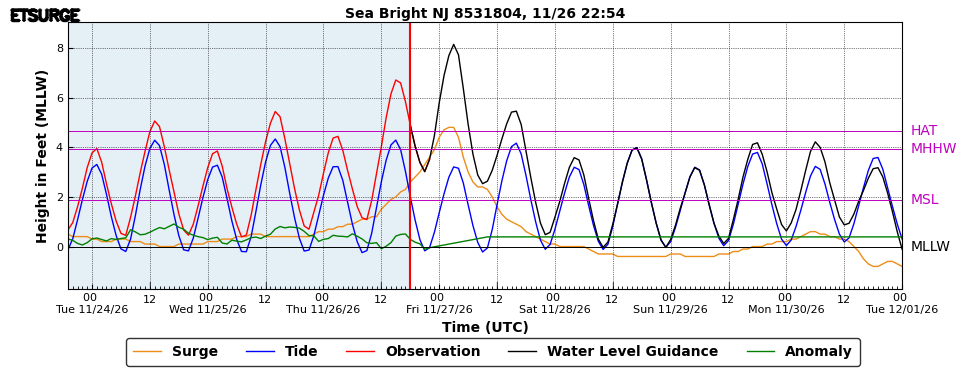 ETSURGE
Sea Bright NJ 8531804, 11/26 22:54
Height in Feet (MLLW)
8
6
4
2
0
HAT
MHHW
MSL
MLLW
00 12 00 12 00 12 00 12 00 12 00 12 00 12 00
Tue 11/24/26 Wed 11/25/26 Thu 11/26/26 Fri 11/27/26 Sat 11/28/26 Sun 11/29/26 Mon 11/30/26 Tue 12/01/26
Time (UTC)
Surge Tide Observation Water Level Guidance Anomaly